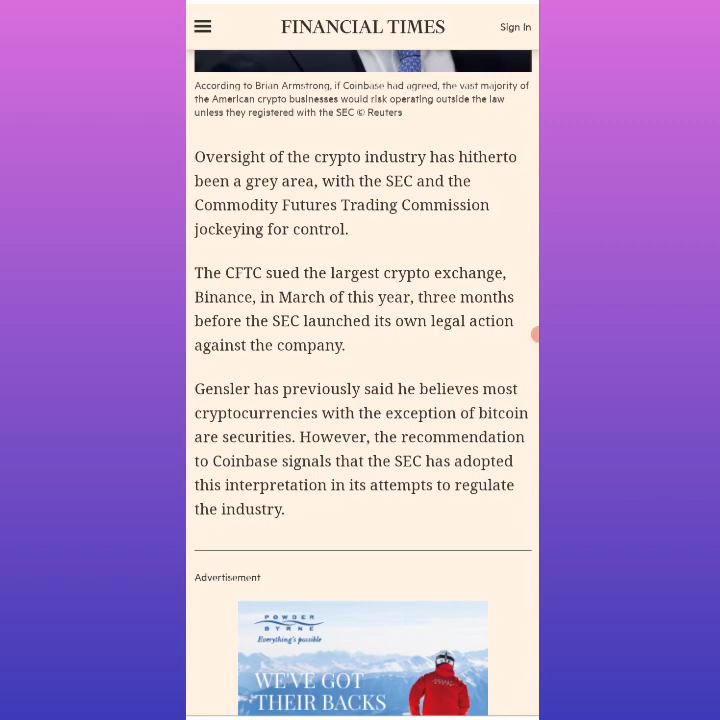 FINANCIAL TIMES
Sign In
According to Brian Armstrong, if Coinbase had agreed, the vast majority of
the American crypto businesses would risk operating outside the law
unless they registered with the SEC © Reuters
Oversight of the crypto industry has hitherto
been a grey area, with the SEC and the
Commodity Futures Trading Commission
jockeying for control.
The CFTC sued the largest crypto exchange,
Binance, in March of this year, three months
before the SEC launched its own legal action
against the company.
Gensler has previously said he believes most
cryptocurrencies with the exception of bitcoin
are securities. However, the recommendation
to Coinbase signals that the SEC has adopted
this interpretation in its attempts to regulate
the industry.
Advertisement
POWDER
BYRNE
Everything's possible
WE'VE GOT
THEIR BACKS